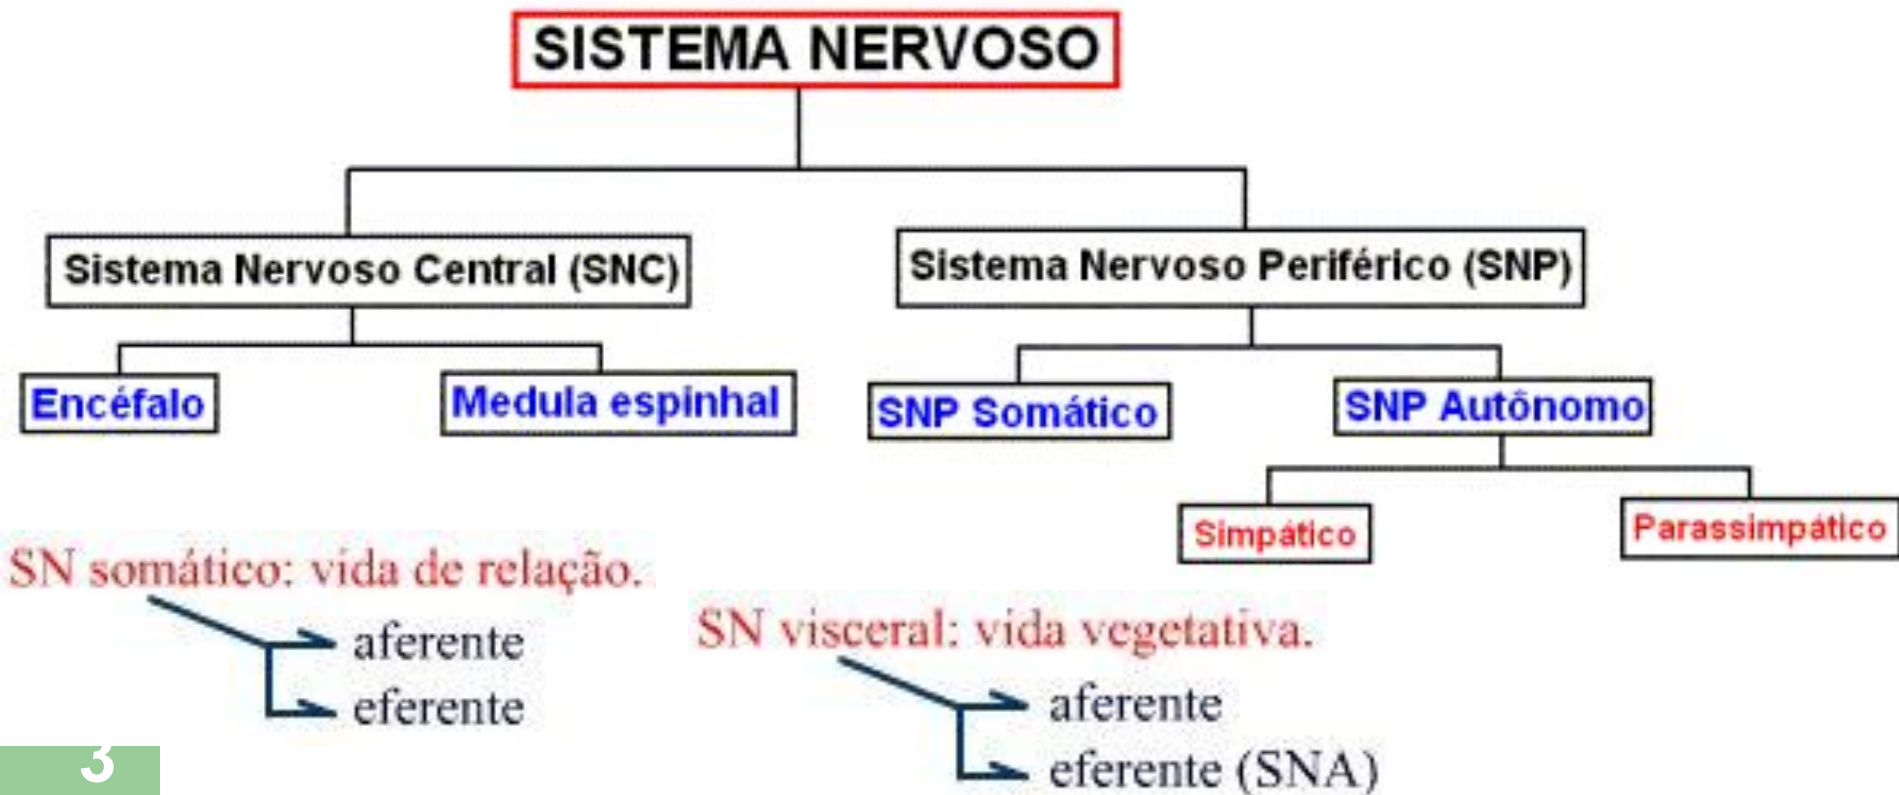 SISTEMA NERVOSO
Sistema Nervoso Central (SNC)
Sistema Nervoso Periférico (SNP)
Encéfalo
Medula espinhal
SNP Somático
SNP Autônomo
Simpático
Parassimpático
SN somático: vida de relação.
aferente
eferente
SN visceral: vida vegetativa.
aferente
eferente (SNA)
3